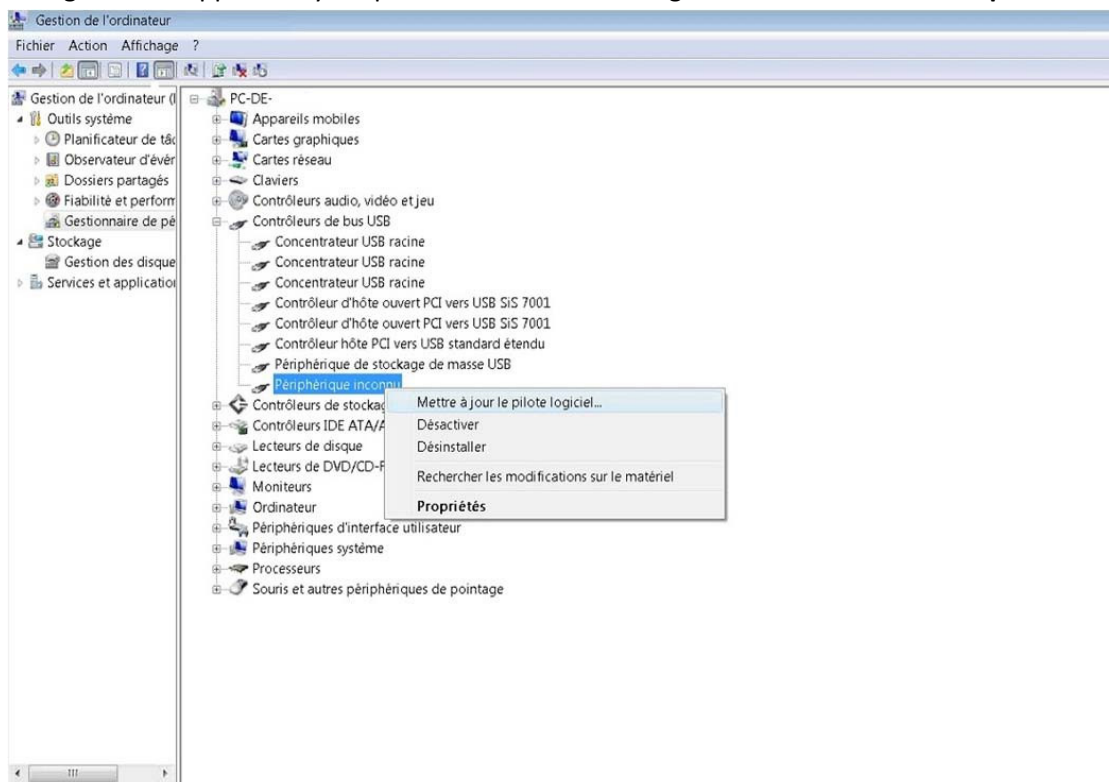 Gestion de l'ordinateur
Fichier Action Affichage ?
Gestion de l'ordinateur (l
Outils système
Planificateur de tâc
Observateur d'évér
Dossiers partagés
Fiabilité et perform
Gestionnaire de pé
Stockage
Gestion des disque
Services et application
PC-DE-
Appareils mobiles
Cartes graphiques
Cartes réseau
Claviers
Contrôleurs audio, vidéo et jeu
Contrôleurs de bus USB
Concentrateur USB racine
Concentrateur USB racine
Concentrateur USB racine
Contrôleur d'hôte ouvert PCI vers USB SiS 7001
Contrôleur d'hôte ouvert PCI vers USB SiS 7001
Contrôleur hôte PCI vers USB standard étendu
Périphérique de stockage de masse USB
Périphérique inconnu
Contrôleurs de stockag
Contrôleurs IDE ATA/A
Lecteurs de disque
Lecteurs de DVD/CD-R
Moniteurs
Ordinateur
Périphériques d'interface utilisateur
Périphériques système
Processeurs
Souris et autres périphériques de pointage
Mettre à jour le pilote logiciel...
Désactiver
Désinstaller
Rechercher les modifications sur le matériel
Propriétés